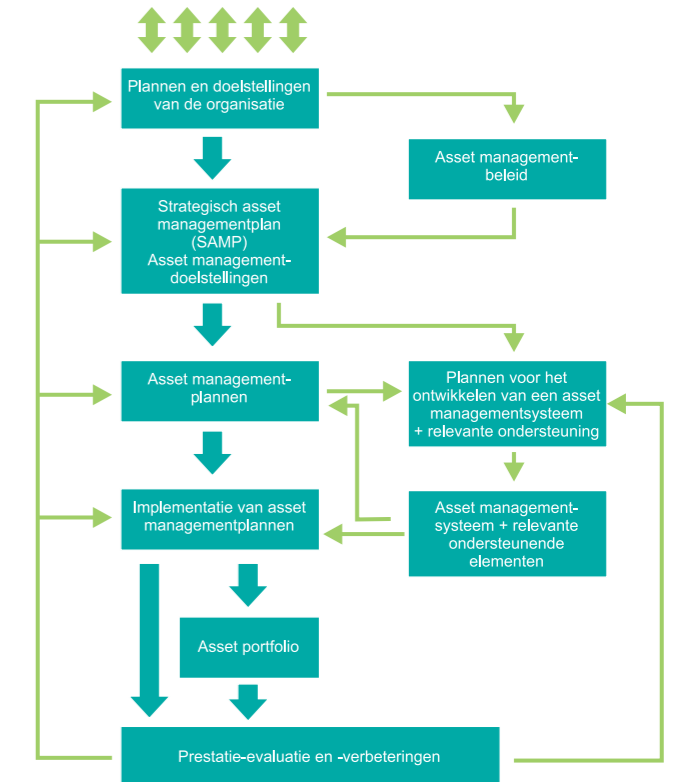 Plannen en doelstellingen
van de organisatie
Asset management-
beleid
Strategisch asset
managementplan
(SAMP)
Asset management-
doelstellingen
Asset management-
plannen
Plannen voor het
ontwikkelen van een asset
managementsysteem
+ relevante ondersteuning
Implementatie van asset
managementplannen
Asset management-
systeem + relevante
ondersteunende
elementen
Asset portfolio
Prestatie-evaluatie en -verbeteringen